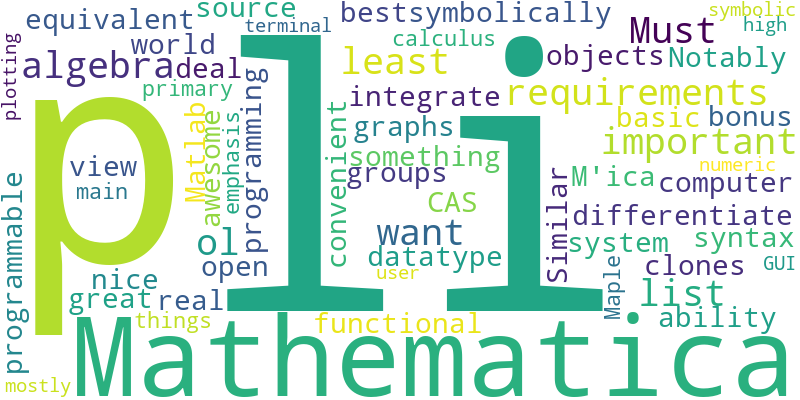 source
equivalent
terminal
best
symbolically
symbolic
high
plotting
world
calculus
Must
algebra
deal
least
objects
Notably
primary
integrate
requirements
p
li
i
programming
Matlab
awesome
emphasis
convenient
graphs
basic
bonus
important
something
view
main
groups
M'ica
numeric
computer
CAS
Similar
differentiate
programmable
ol
want
datatype
system
syntax
open
user
clones
GUI
nice
great
real
Maple
list
things
functional
ability
Mathematica
mostly